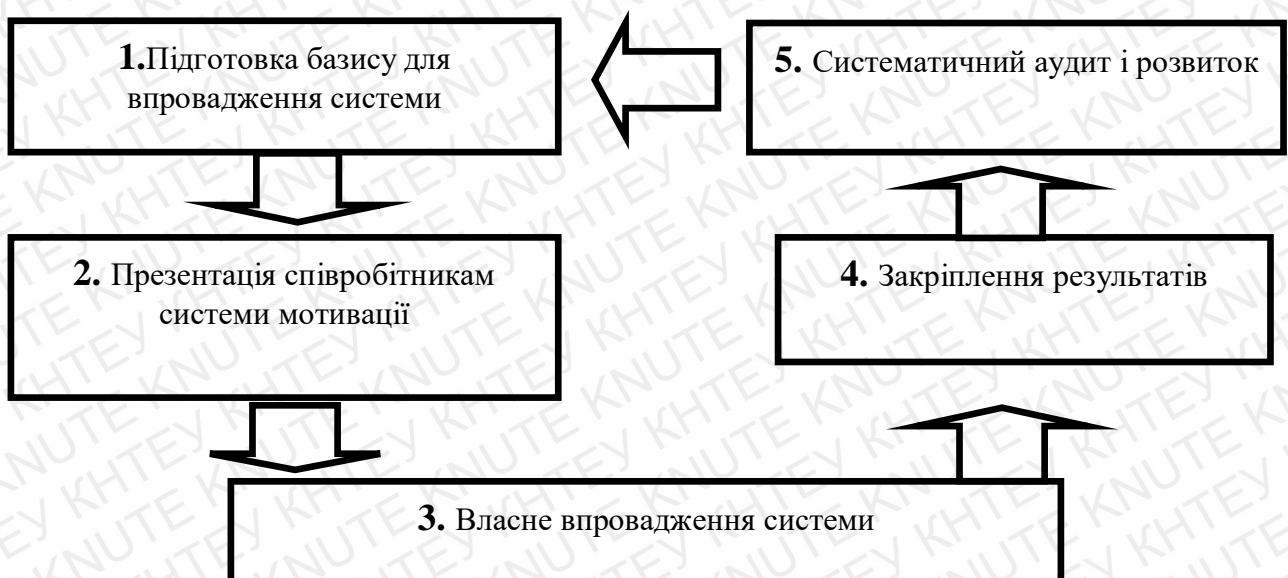 1.Підготовка базису для
впровадження системи
2. Презентація співробітникам
системи мотивації
3. Власне впровадження системи
4. Закріплення результатів
5. Систематичний аудит і розвиток